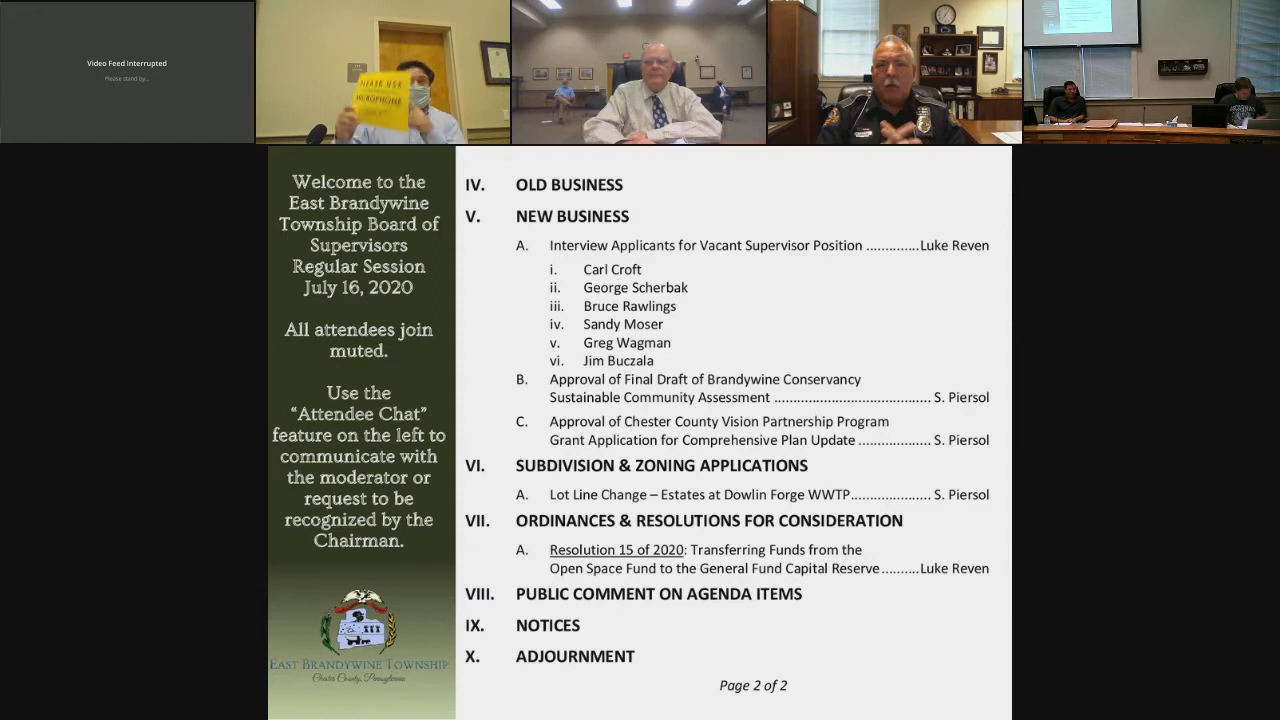 Video Feed Interrupted
Please stand by...
NEVER USE
MICROPHONE
Welcome to the
East Brandywine
Township Board of
Supervisors
Regular Session
July 16, 2020
All attendees join
muted.
Use the
“Attendee Chat”
feature on the left to
communicate with
the moderator or
request to be
recognized by the
Chairman.
EAST BRANDYWINE TOWNSHIP
Chester County, Pennsylvania
IV. OLD BUSINESS
V. NEW BUSINESS
A. Interview Applicants for Vacant Supervisor Position .............Luke Reven
i. Carl Croft
ii. George Scherbak
iii. Bruce Rawlings
iv. Sandy Moser
v. Greg Wagman
vi. Jim Buczala
B. Approval of Final Draft of Brandywine Conservancy
Sustainable Community Assessment ...................................... S. Piersol
C. Approval of Chester County Vision Partnership Program
Grant Application for Comprehensive Plan Update .................. S. Piersol
VI. SUBDIVISION & ZONING APPLICATIONS
A. Lot Line Change – Estates at Dowlin Forge WWTP.................... S. Piersol
VII. ORDINANCES & RESOLUTIONS FOR CONSIDERATION
A. Resolution 15 of 2020: Transferring Funds from the
Open Space Fund to the General Fund Capital Reserve..........Luke Reven
VIII. PUBLIC COMMENT ON AGENDA ITEMS
IX. NOTICES
X. ADJOURNMENT
Page 2 of 2